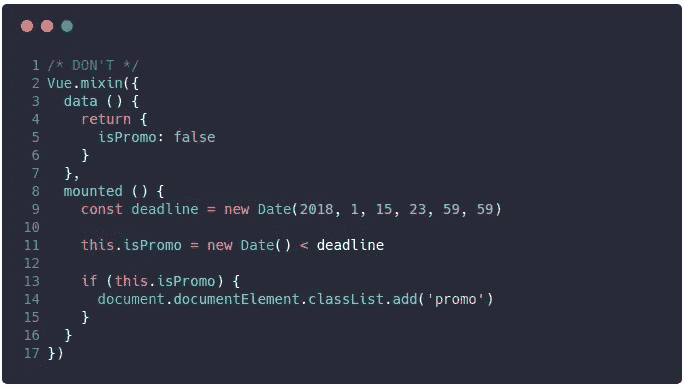 1 /* DON'T */
2 Vue.mixin({
3   data () {
4     return {
5       isPromo: false
6     }
7   },
8   mounted () {
9     const deadline = new Date(2018, 1, 15, 23, 59, 59)
10
11     this.isPromo = new Date() < deadline
12
13     if (this.isPromo) {
14       document.documentElement.classList.add('promo')
15     }
16   }
17 })